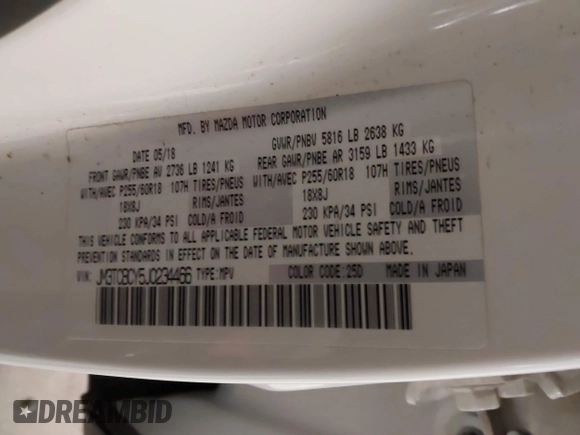 MFD. BY MAZDA MOTOR CORPORATION
DATE 05/18
GVWR/PNBV 5816 LB 2638 KG
FRONT GAWR/PNBE AV 2736 LB 1241 KG
REAR GAWR/PNBE AR 3159 LB 1433 KG
WITH/AVEC P255/60R18 107H TIRES/PNEUS
WITH/AVEC P255/60R18 107H TIRES/PNEUS
18X8J RIMS/JANTES
18X8J RIMS/JANTES
230 KPA/34 PSI COLD/A FROID
230 KPA/34 PSI COLD/A FROID
THIS VEHICLE CONFORMS TO ALL APPLICABLE FEDERAL MOTOR VEHICLE SAFETY AND THEFT
PREVENTION STANDARDS IN EFFECT ON THE DATE OF MANUFACTURE SHOWN ABOVE.
VIN: JM3TCBCY5J0234466 TYPE: MPV COLOR CODE: 25D MADE IN JAPAN
DREAMBID